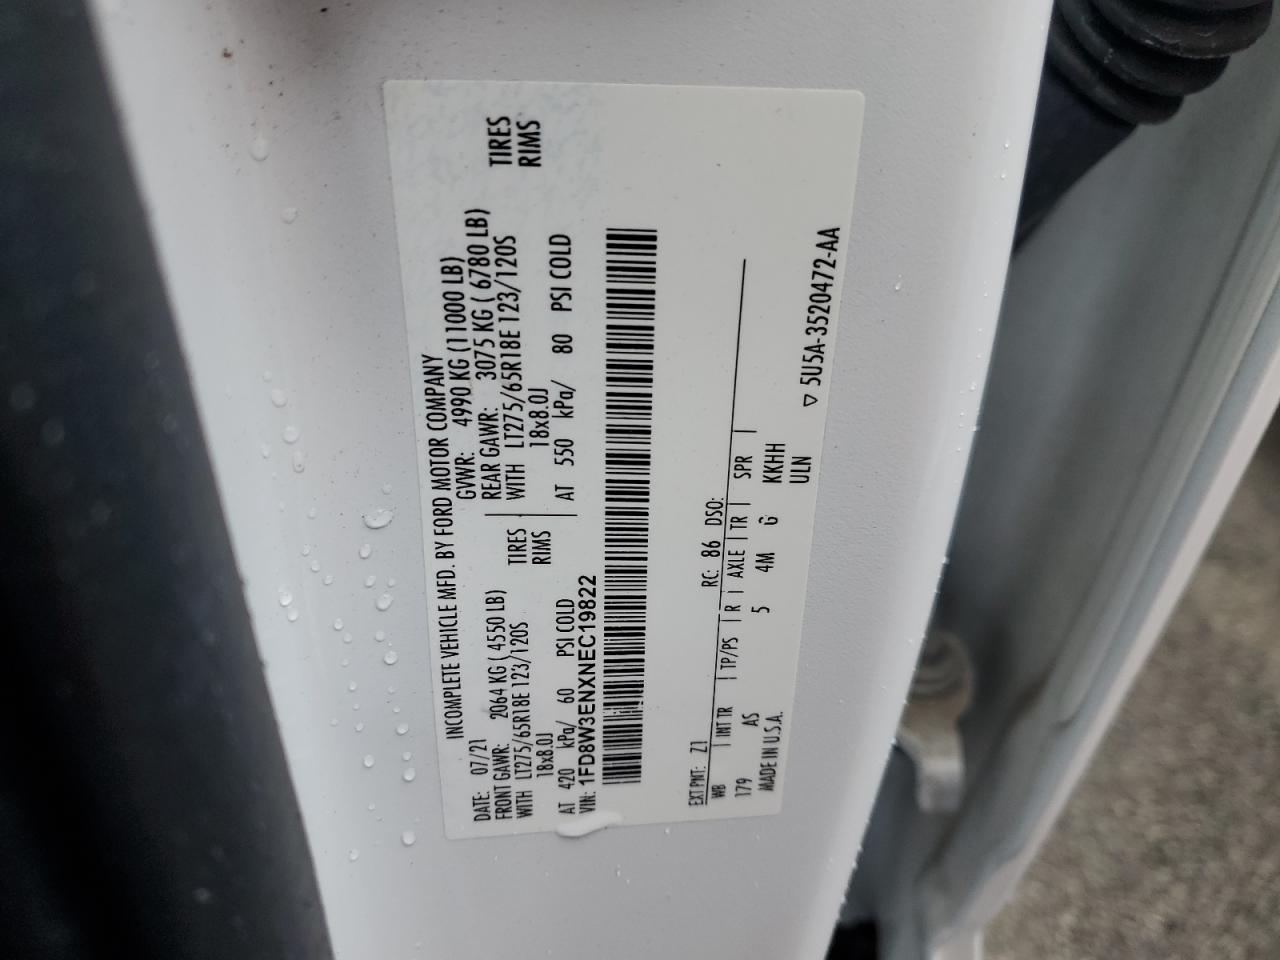 INCOMPLETE VEHICLE MFD. BY FORD MOTOR COMPANY
DATE: 07/21 GVWR: 4990 KG (11000 LB)
FRONT GAWR: 2064 KG ( 4550 LB) REAR GAWR: 3075 KG ( 6780 LB)
WITH LT275/65R18E 123/120S TIRES WITH LT275/65R18E 123/120S TIRES
18x8.0J RIMS 18x8.0J RIMS
AT 420 kPa/ 60 PSI COLD AT 550 kPa/ 80 PSI COLD
VIN: 1FD8W3ENXNEC19822
EXT PNT: Z1 RC: 86 DSO:
WB INT TR TP/PS R AXLE TR SPR
179 AS 5 4M G KKHH
MADE IN U.S.A. ULN
▽ 5U5A-3520472-AA